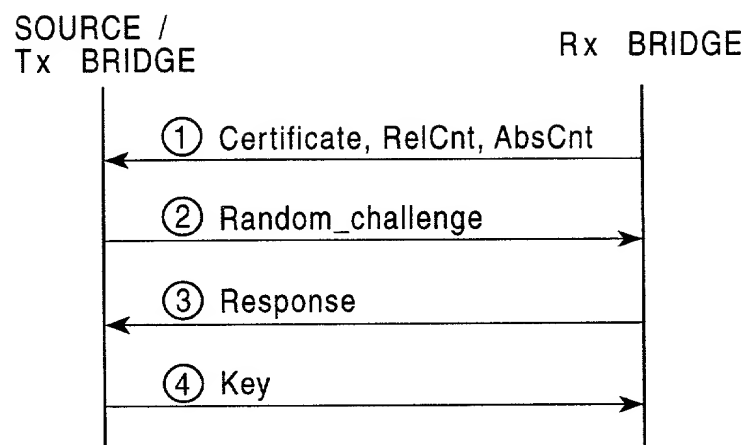 SOURCE /
Tx BRIDGE
Rx BRIDGE
① Certificate, RelCnt, AbsCnt
② Random_challenge
③ Response
④ Key